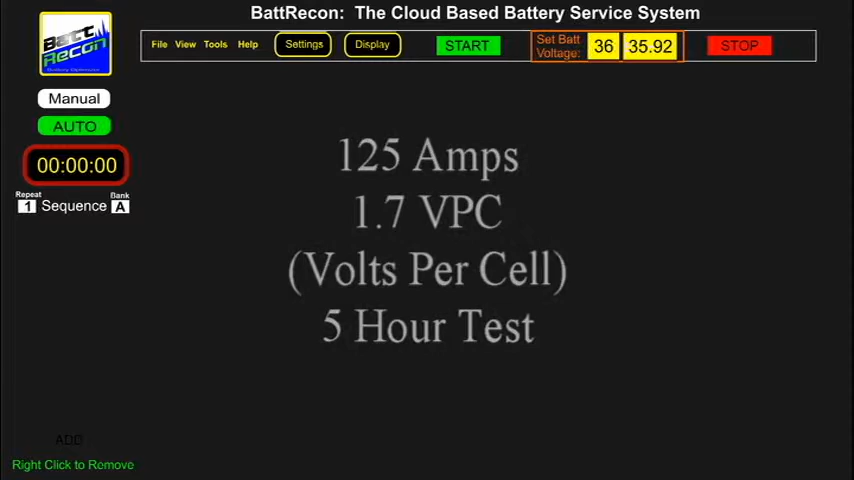 BattRecon: The Cloud Based Battery Service System
Batt
Recon
File View Tools Help Settings Display START Set Batt Voltage: 36 35.92 STOP
Manual
AUTO
00:00:00
Repeat Bank
1 Sequence A
125 Amps
1.7 VPC
(Volts Per Cell)
5 Hour Test
ADD
Right Click to Remove